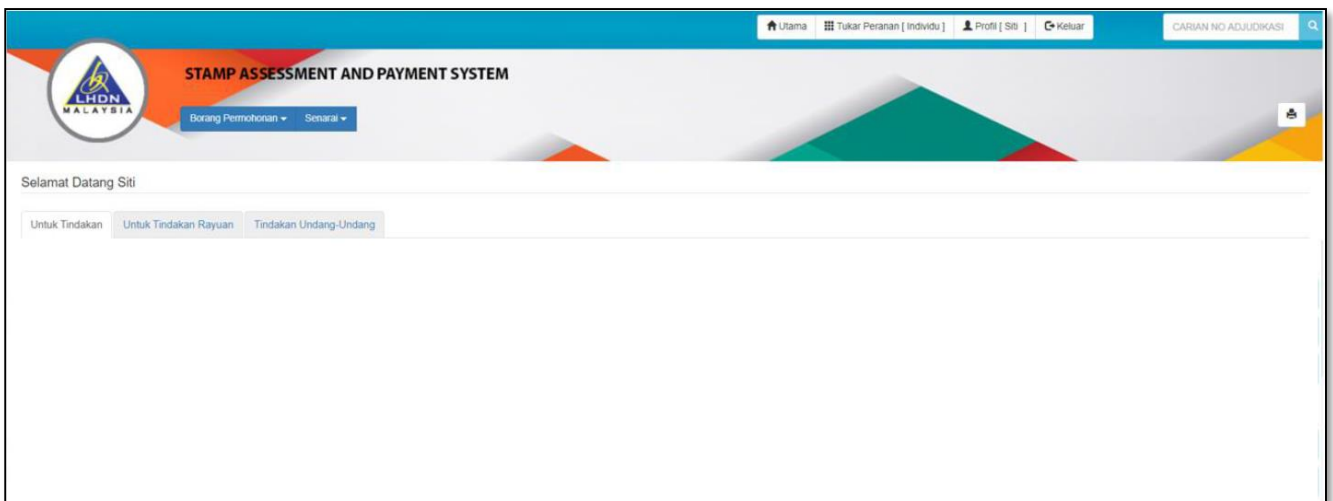 Utama Tukar Peranan [ Individu ] Profil [ Siti ] Keluar CARIAN NO ADJUDIKASI
LHDN
MALAYSIA
STAMP ASSESSMENT AND PAYMENT SYSTEM
Borang Permohonan Senarai
Selamat Datang Siti
Untuk Tindakan Untuk Tindakan Rayuan Tindakan Undang-Undang